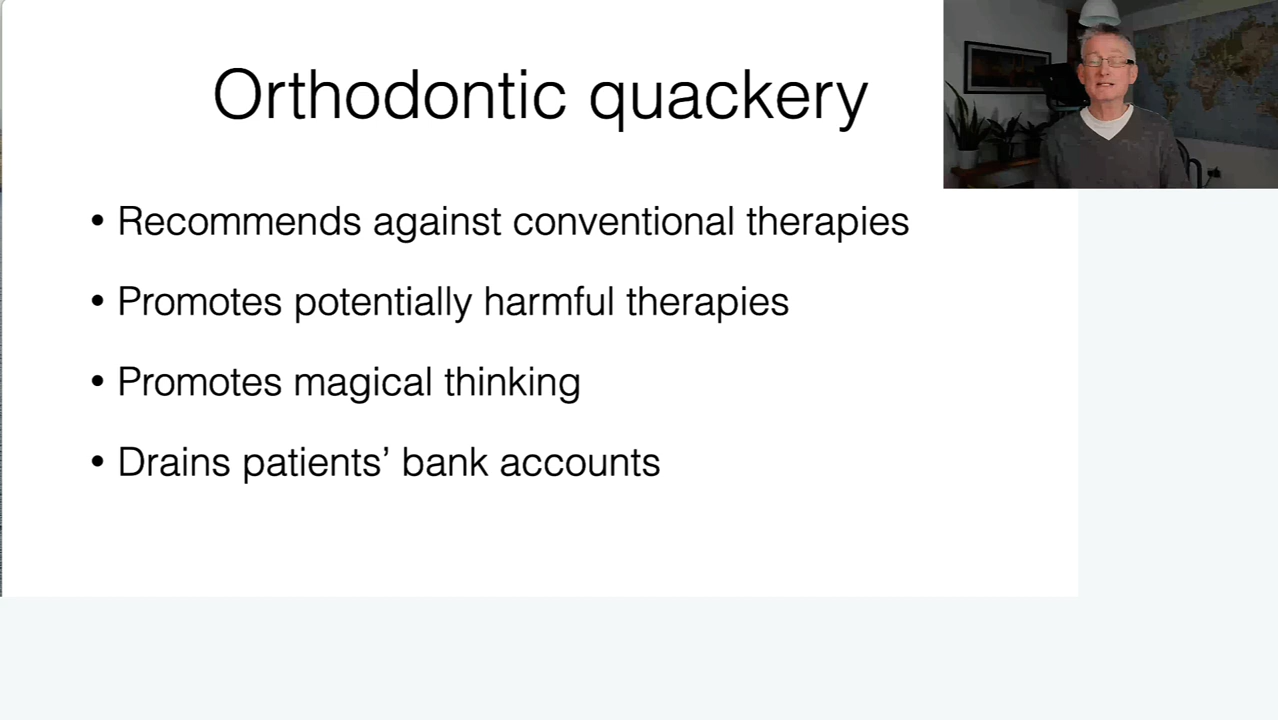 Orthodontic quackery
• Recommends against conventional therapies
• Promotes potentially harmful therapies
• Promotes magical thinking
• Drains patients’ bank accounts